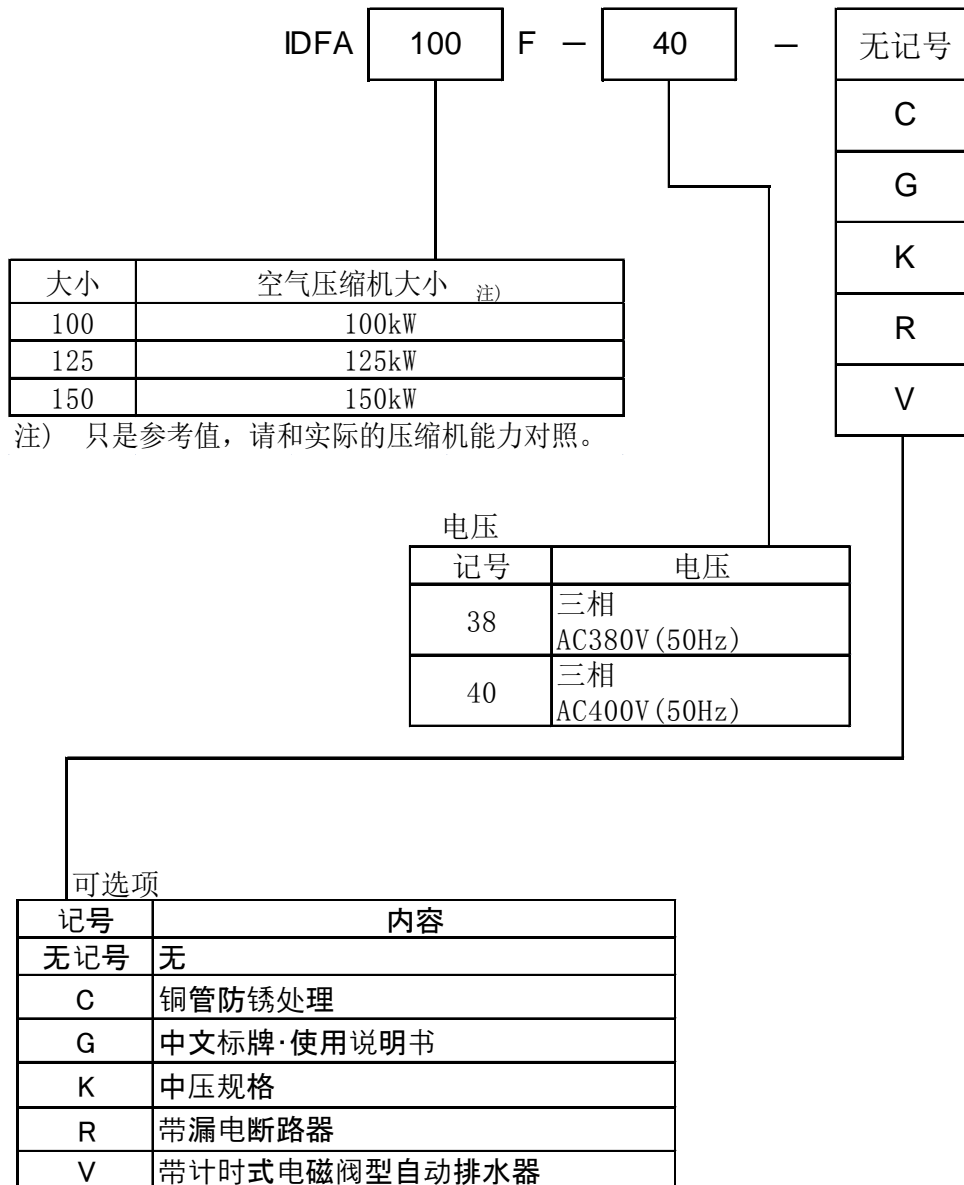 IDFA 100 F － 40 － 无记号
C
G
K
R
V
大小 空气压缩机大小 注)
100 100kW
125 125kW
150 150kW
注) 只是参考值，请和实际的压缩机能力对照。
电压
记号 电压
38 三相
AC380V(50Hz)
40 三相
AC400V(50Hz)
可选项
记号 内容
无记号 无
C 铜管防锈处理
G 中文标牌·使用说明书
K 中压规格
R 带漏电断路器
V 带计时式电磁阀型自动排水器